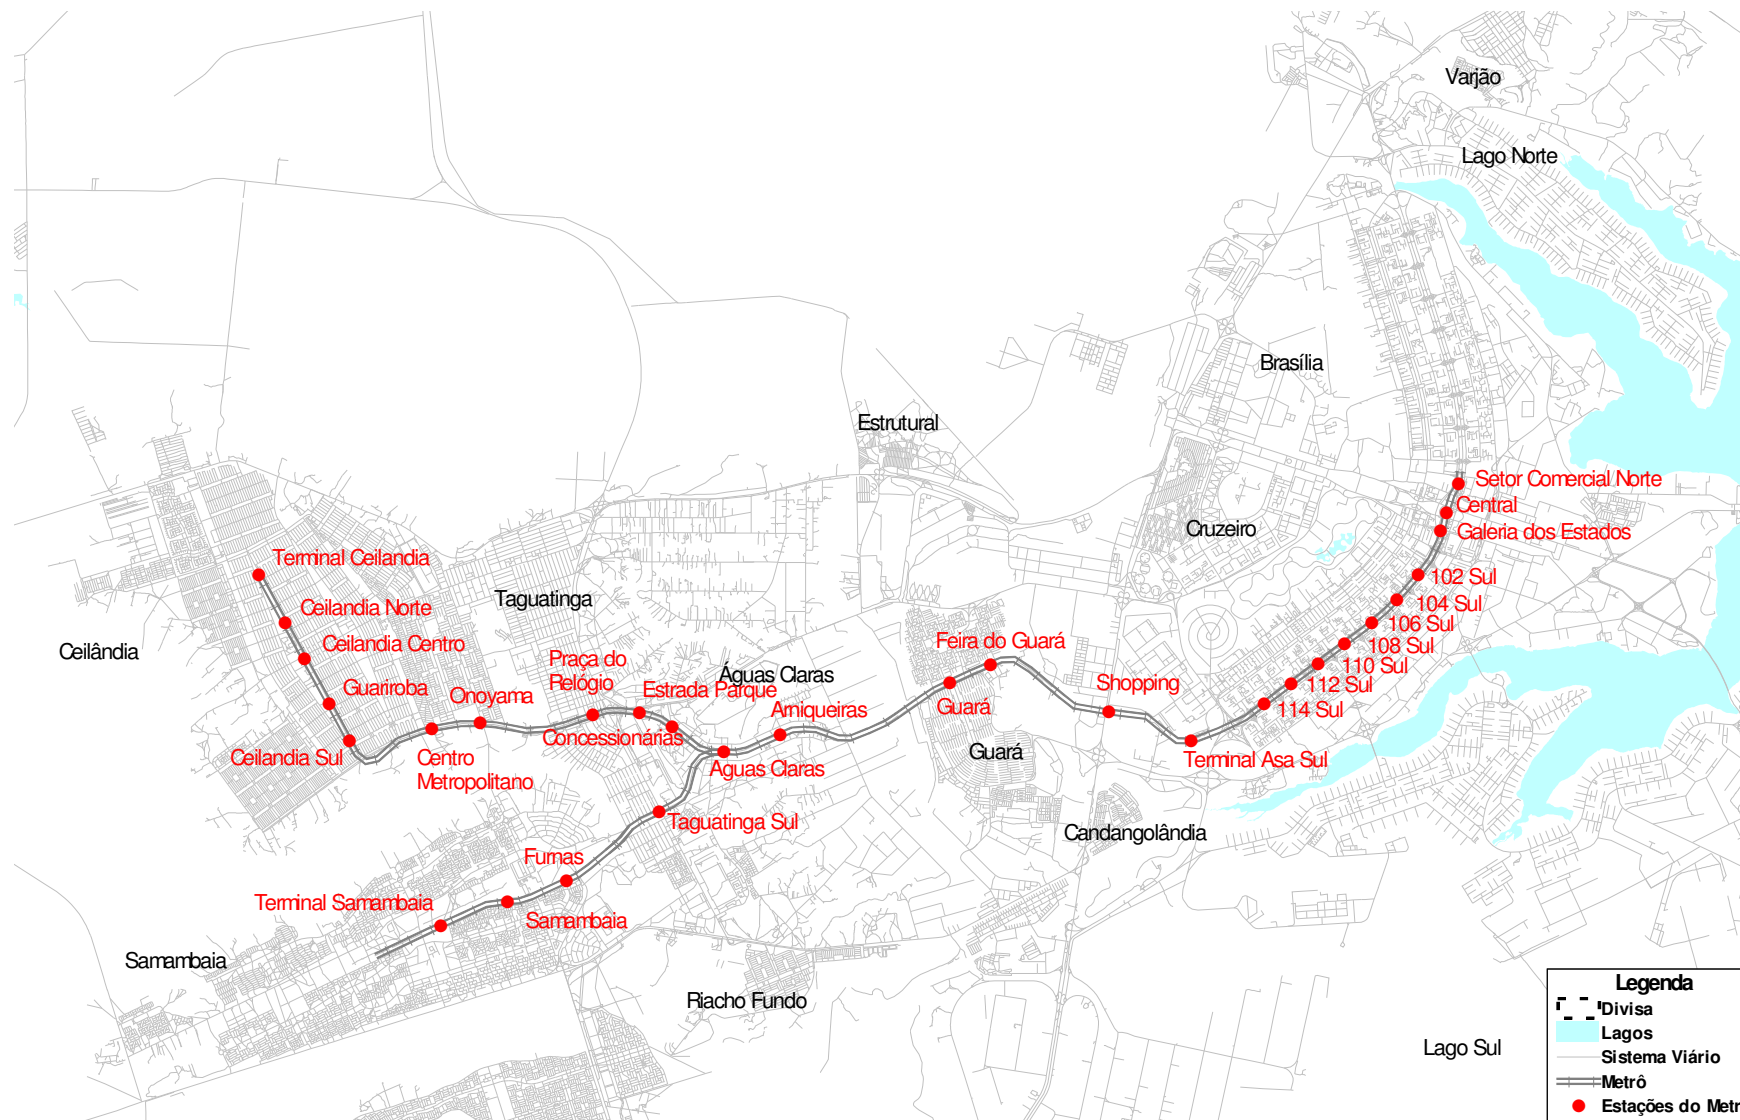 Varjão
Lago Norte
Brasília
Estrutural
Setor Comercial Norte
Central
Galeria dos Estados
Cruzeiro
Terminal Ceilandia
102 Sul
Taguatinga
104 Sul
Ceilandia Norte
106 Sul
Ceilandia Centro
Ceilândia
Feira do Guará
108 Sul
Praça do
Relógio
110 Sul
Águas Claras
112 Sul
Guariroba
Onoyama
Estrada Parque
Shopping
114 Sul
Guará
Arniqueiras
Concessionárias
Ceilandia Sul
Centro
Metropolitano
Guará
Terminal Asa Sul
Aguas Claras
Taguatinga Sul
Candangolândia
Furnas
Terminal Samambaia
Samambaia
Samambaia
Riacho Fundo
Lago Sul
Legenda
Divisa
Lagos
Sistema Viário
Metrô
Estações do Metr